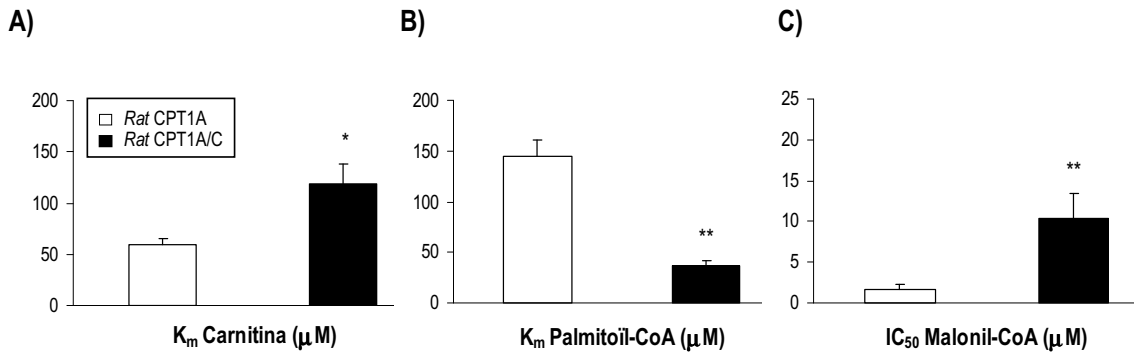 A)
200
150
100
50
0
Rat CPT1A
Rat CPT1A/C
*
Km Carnitina (μM)
B)
200
150
100
50
0
**
Km Palmitoïl-CoA (μM)
C)
25
20
15
10
5
0
**
IC50 Malonil-CoA (μM)